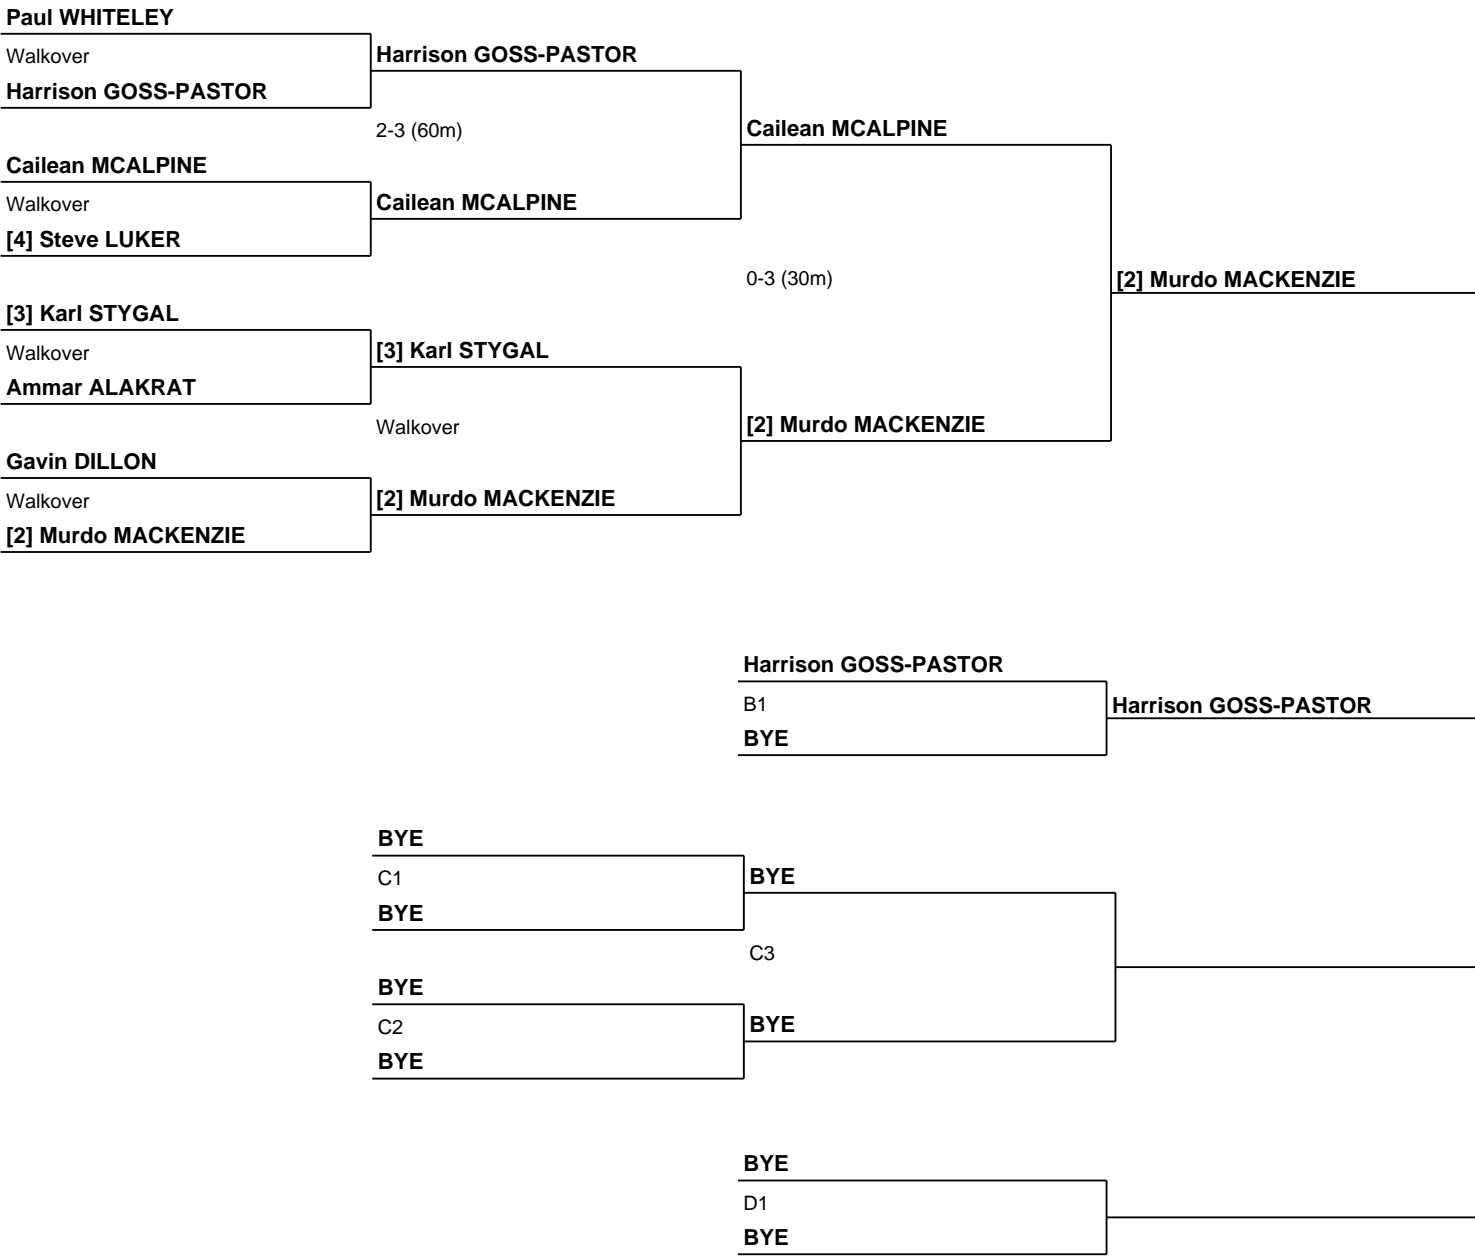 Paul WHITELEY
Walkover
Harrison GOSS-PASTOR
Harrison GOSS-PASTOR
2-3 (60m)
Cailean MCALPINE
Cailean MCALPINE
Walkover
Cailean MCALPINE
[4] Steve LUKER
0-3 (30m)
[2] Murdo MACKENZIE
[3] Karl STYGAL
Walkover
[3] Karl STYGAL
Ammar ALAKRAT
Walkover
[2] Murdo MACKENZIE
Gavin DILLON
Walkover
[2] Murdo MACKENZIE
[2] Murdo MACKENZIE
Harrison GOSS-PASTOR
B1
Harrison GOSS-PASTOR
BYE
BYE
C1
BYE
BYE
C3
BYE
C2
BYE
BYE
BYE
D1
BYE